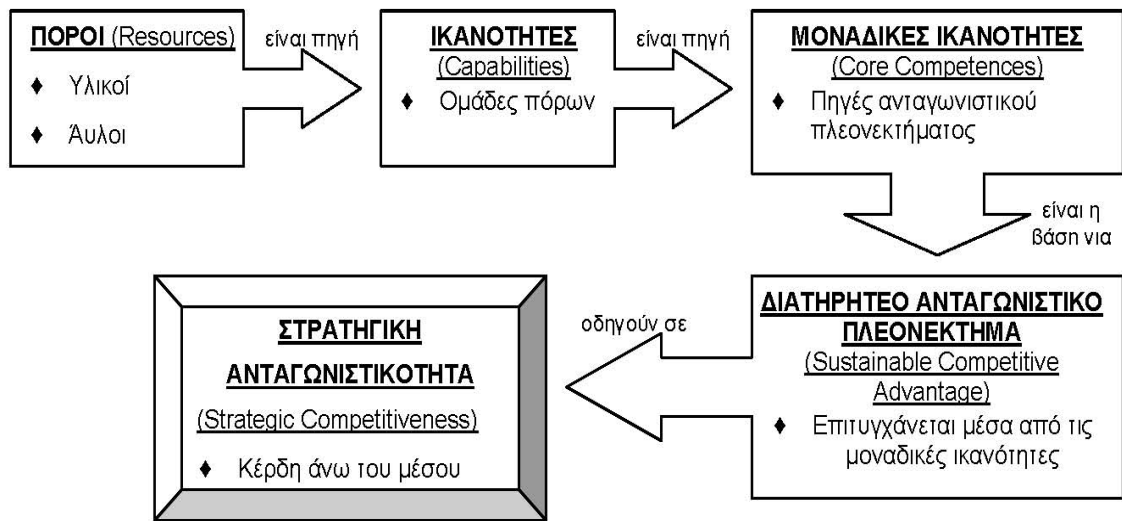 ΠΟΡΟΙ (Resources)
♦ Υλικοί
♦ Άυλοι
είναι πηγή
ΙΚΑΝΟΤΗΤΕΣ
(Capabilities)
♦ Ομάδες πόρων
είναι πηγή
ΜΟΝΑΔΙΚΕΣ ΙΚΑΝΟΤΗΤΕΣ
(Core Competences)
♦ Πηγές ανταγωνιστικού
πλεονεκτήματος
είναι η
βάση για
ΔΙΑΤΗΡΗΤΕΟ ΑΝΤΑΓΩΝΙΣΤΙΚΟ
ΠΛΕΟΝΕΚΤΗΜΑ
(Sustainable Competitive
Advantage)
♦ Επιτυγχάνεται μέσα από τις
μοναδικές ικανότητες
οδηγούν σε
ΣΤΡΑΤΗΓΙΚΗ
ΑΝΤΑΓΩΝΙΣΤΙΚΟΤΗΤΑ
(Strategic Competitiveness)
♦ Κέρδη άνω του μέσου